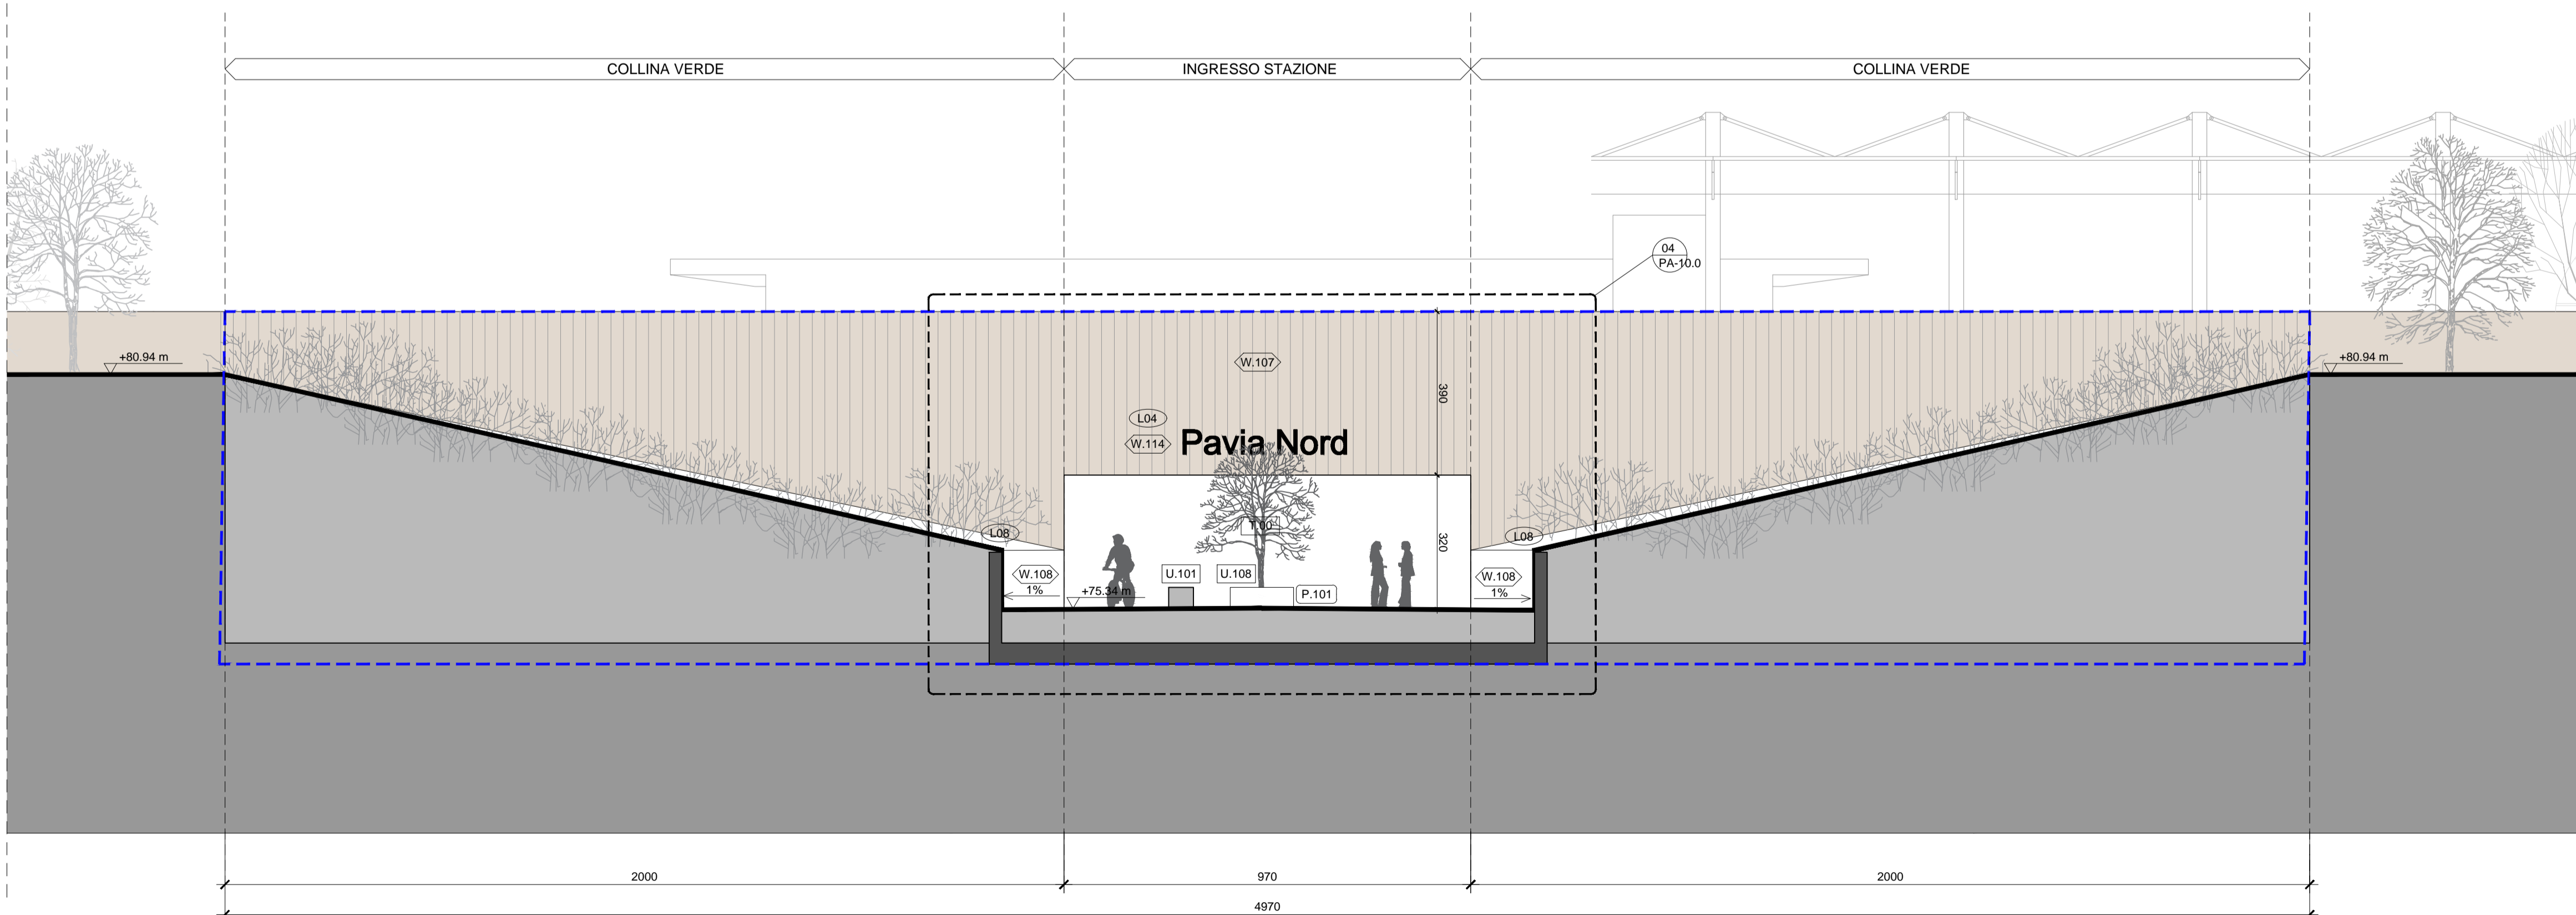 COLLINA VERDE
INGRESSO STAZIONE
COLLINA VERDE
04
PA-10.0
+80.94 m
W.107
+80.94 m
390
L04
W.114
Pavia Nord
T.00
L08
L08
320
W.108
1%
+75.34 m
U.101
U.108
P.101
W.108
1%
2000
970
2000
4970